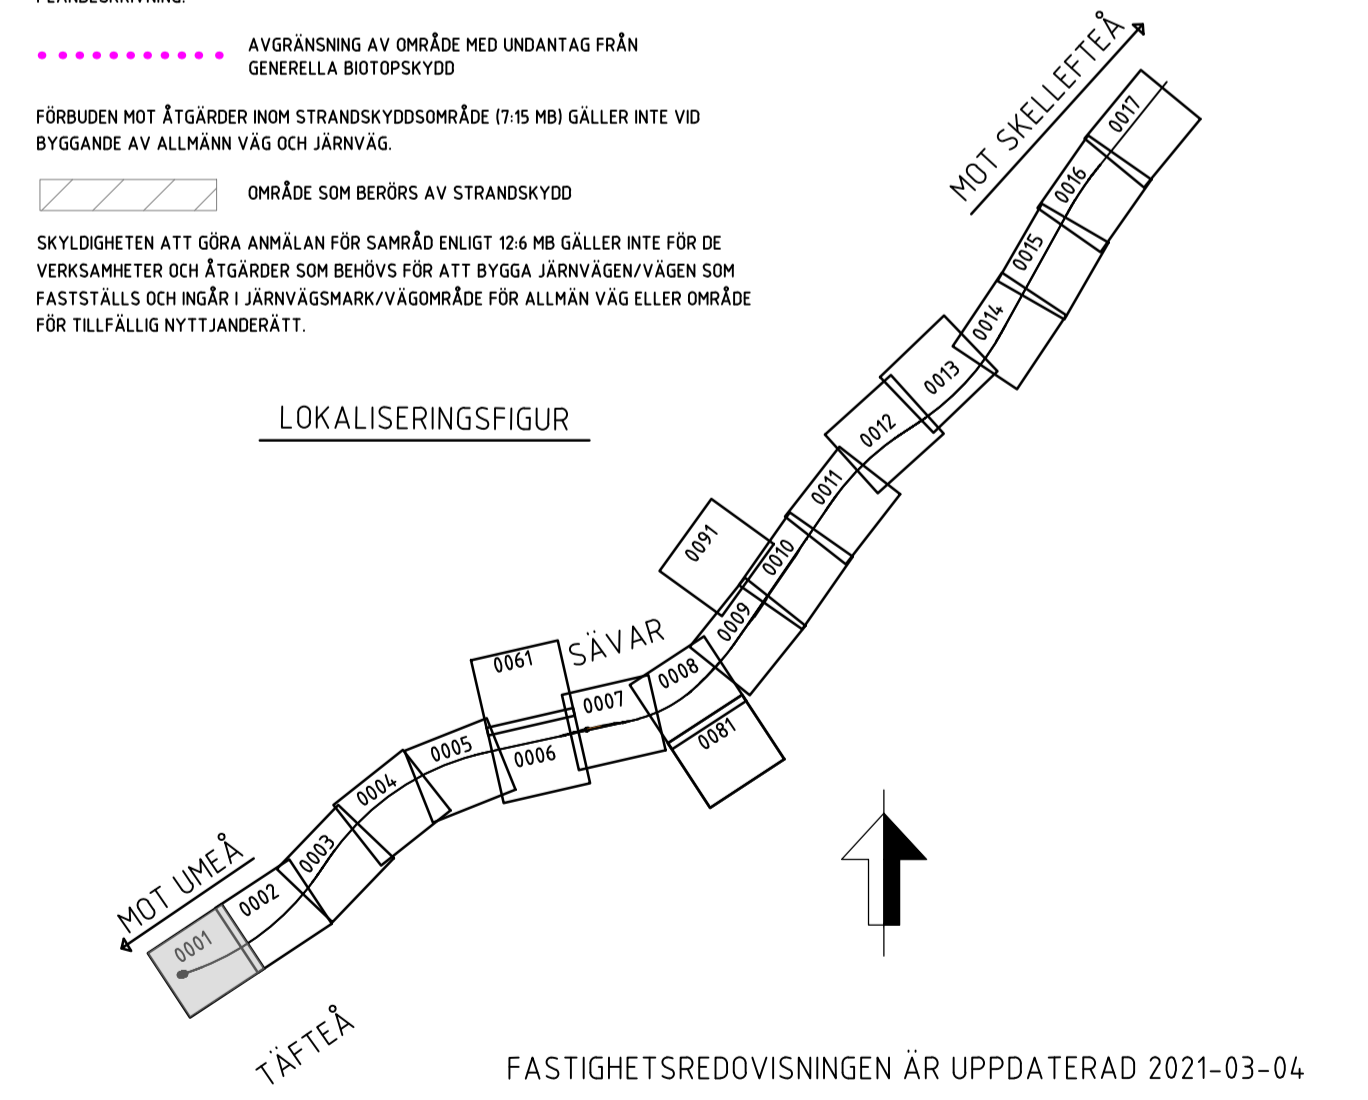 AVGRÄNSNING AV OMRÅDE MED UNDANTAG FRÅN
GENERELLA BIOTOPSKYDD
FÖRBUDEN MOT ÅTGÄRDER INOM STRANDSKYDDSOMRÅDE (7:15 MB) GÄLLER INTE VID
BYGGANDE AV ALLMÄNN VÄG OCH JÄRNVÄG.
OMRÅDE SOM BERÖRS AV STRANDSKYDD
SKYLDIGHETEN ATT GÖRA ANMÄLAN FÖR SAMRÅD ENLIGT 12:6 MB GÄLLER INTE FÖR DE
VERKSAMHETER OCH ÅTGÄRDER SOM BEHÖVS FÖR ATT BYGGA JÄRNVÄGEN/VÄGEN SOM
FASTSTÄLLS OCH INGÅR I JÄRNVÄGSMARK/VÄGOMRÅDE FÖR ALLMÄN VÄG ELLER OMRÅDE
FÖR TILLFÄLLIG NYTTJANDERÄTT.
LOKALISERINGSFIGUR
MOT SKELLEFTEÅ
0017
0016
0015
0014
0013
0012
0011
0010
0091
0009
SÄVAR
0008
0081
0061
0007
0006
0005
0004
0003
0002
0001
MOT UMEÅ
TÄFTEÅ
FASTIGHETSREDOVISNINGEN ÄR UPPDATERAD 2021-03-04